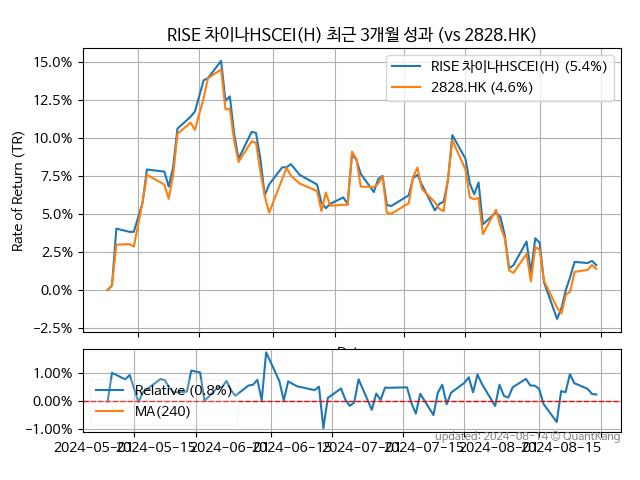 RISE 차이나HSCEI(H) 최근 3개월 성과 (vs 2828.HK)
Rate of Return (TR)
15.0%
12.5%
10.0%
7.5%
5.0%
2.5%
0.0%
−2.5%
RISE 차이나HSCEI(H) (5.4%)
2828.HK (4.6%)
1.00%
0.00%
−1.00%
Relative (0.8%)
MA(240)
updated: 2024-08-14 © QuantKang
2024-05-01
2024-05-15
2024-06-01
2024-06-15
2024-07-01
2024-07-15
2024-08-01
2024-08-15